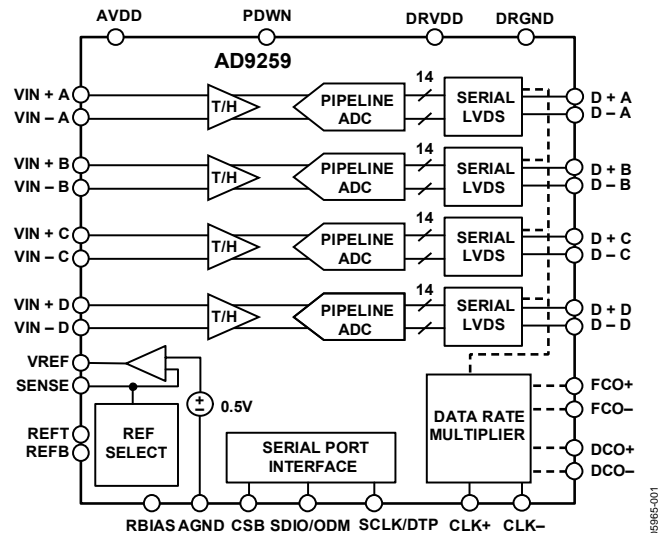 AVDD
PDWN
DRVDD
DRGND
AD9259
VIN + A
VIN – A
T/H
PIPELINE
ADC
14
SERIAL
LVDS
D + A
D – A
VIN + B
VIN – B
T/H
PIPELINE
ADC
14
SERIAL
LVDS
D + B
D – B
VIN + C
VIN – C
T/H
PIPELINE
ADC
14
SERIAL
LVDS
D + C
D – C
VIN + D
VIN – D
T/H
PIPELINE
ADC
14
SERIAL
LVDS
D + D
D – D
VREF
SENSE
+
–
0.5V
REFT
REFB
REF
SELECT
SERIAL PORT
INTERFACE
DATA RATE
MULTIPLIER
FCO+
FCO–
DCO+
DCO–
RBIAS
AGND
CSB
SDIO/ODM
SCLK/DTP
CLK+
CLK–
05965-001